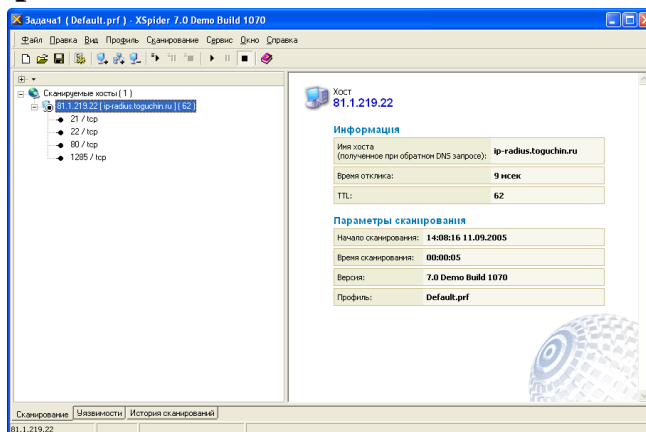 Задача1 ( Default.prf ) - XSpider 7.0 Demo Build 1070
Файл Правка Вид Профиль Сканирование Сервис Окно Справка
Сканируемые хосты ( 1 )
81.1.219.22 [ ip-radius.toguchin.ru ] ( 62 )
21 / tcp
22 / tcp
80 / tcp
1285 / tcp
Хост
81.1.219.22
Информация
Имя хоста
(полученное при обратном DNS запросе): ip-radius.toguchin.ru
Время отклика: 9 мсек
TTL: 62
Параметры сканирования
Начало сканирования: 14:08:16 11.09.2005
Время сканирования: 00:00:05
Версия: 7.0 Demo Build 1070
Профиль: Default.prf
Сканирование Уязвимости История сканирований
81.1.219.22